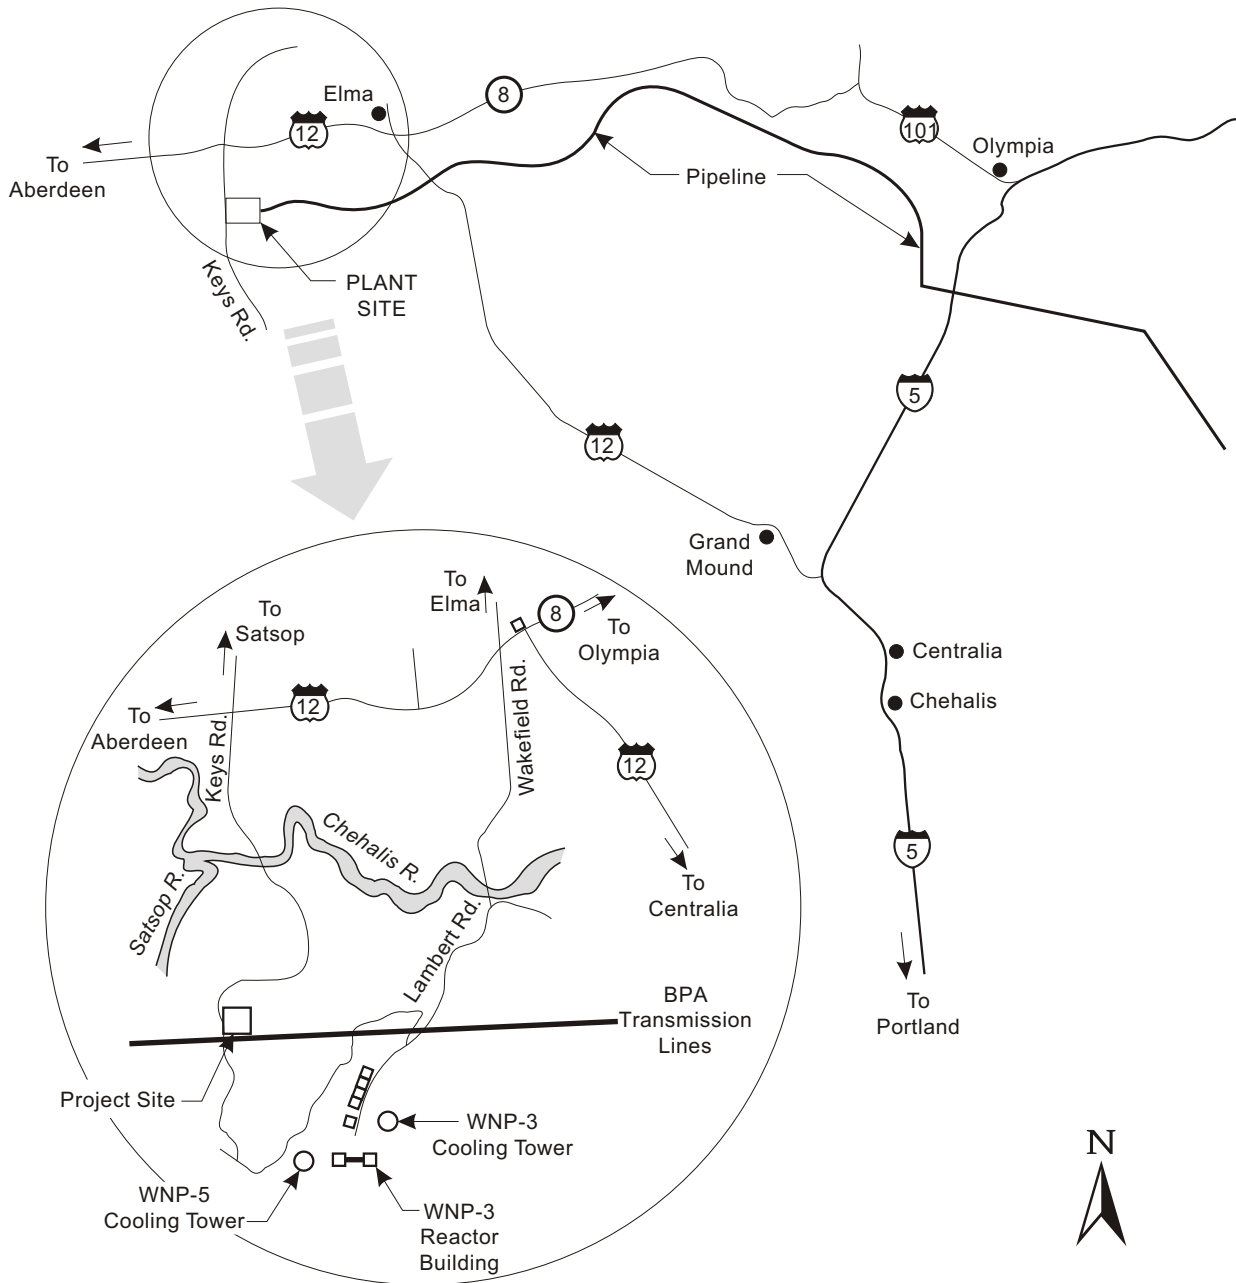 8
Elma
12
101
Olympia
To
Aberdeen
Pipeline
Keys Rd.
PLANT
SITE
5
12
Grand
Mound
To
Elma
To
Satsop
8
To
Olympia
Centralia
Chehalis
12
To
Aberdeen
Keys Rd.
Wakefield Rd.
12
Chehalis R.
5
Satsop R.
To
Centralia
Lambert Rd.
BPA
Transmission
Lines
To
Portland
Project Site
WNP-3
Cooling Tower
N
WNP-5
Cooling Tower
WNP-3
Reactor
Building